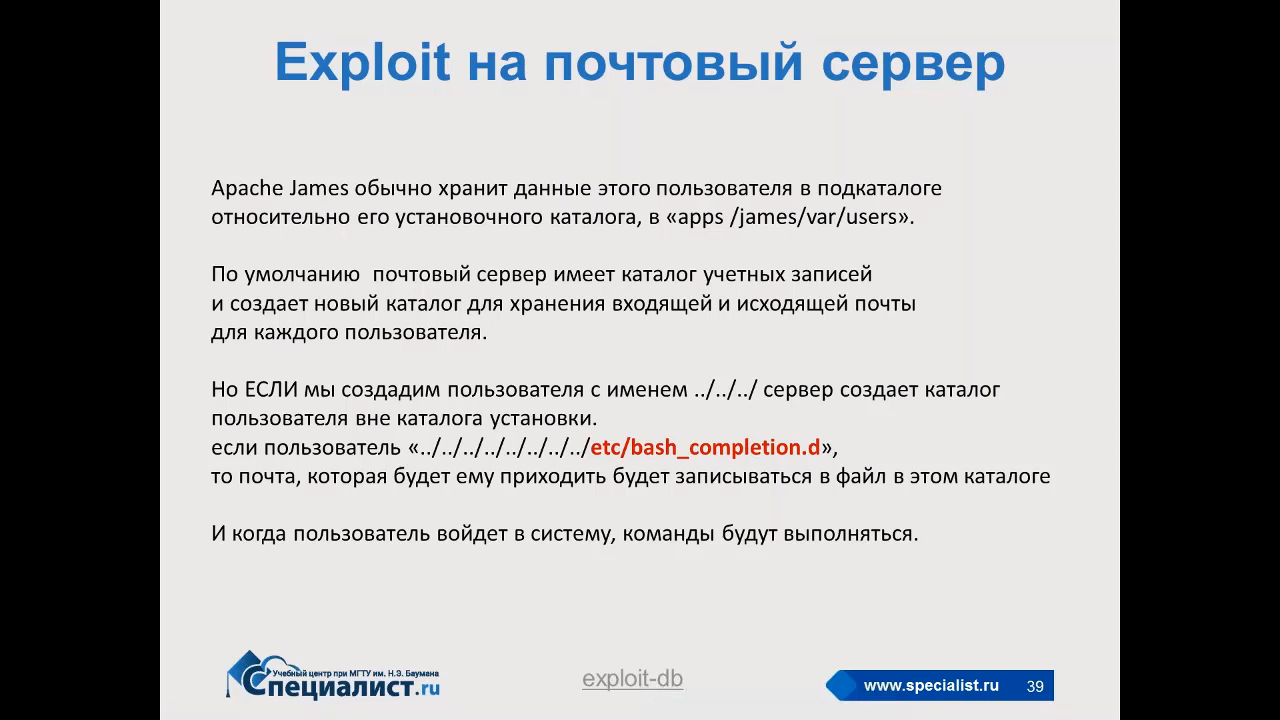 Exploit на почтовый сервер
Apache James обычно хранит данные этого пользователя в подкаталоге
относительно его установочного каталога, в «apps /james/var/users».
По умолчанию  почтовый сервер имеет каталог учетных записей
и создает новый каталог для хранения входящей и исходящей почты
для каждого пользователя.
Но ЕСЛИ мы создадим пользователя с именем ../../../ сервер создает каталог
пользователя вне каталога установки.
если пользователь «../../../../../../../../etc/bash_completion.d»,
то почта, которая будет ему приходить будет записываться в файл в этом каталоге
И когда пользователь войдет в систему, команды будут выполняться.
Учебный центр при МГТУ им. Н.Э. Баумана
Специалист.ru
exploit-db
www.specialist.ru
39